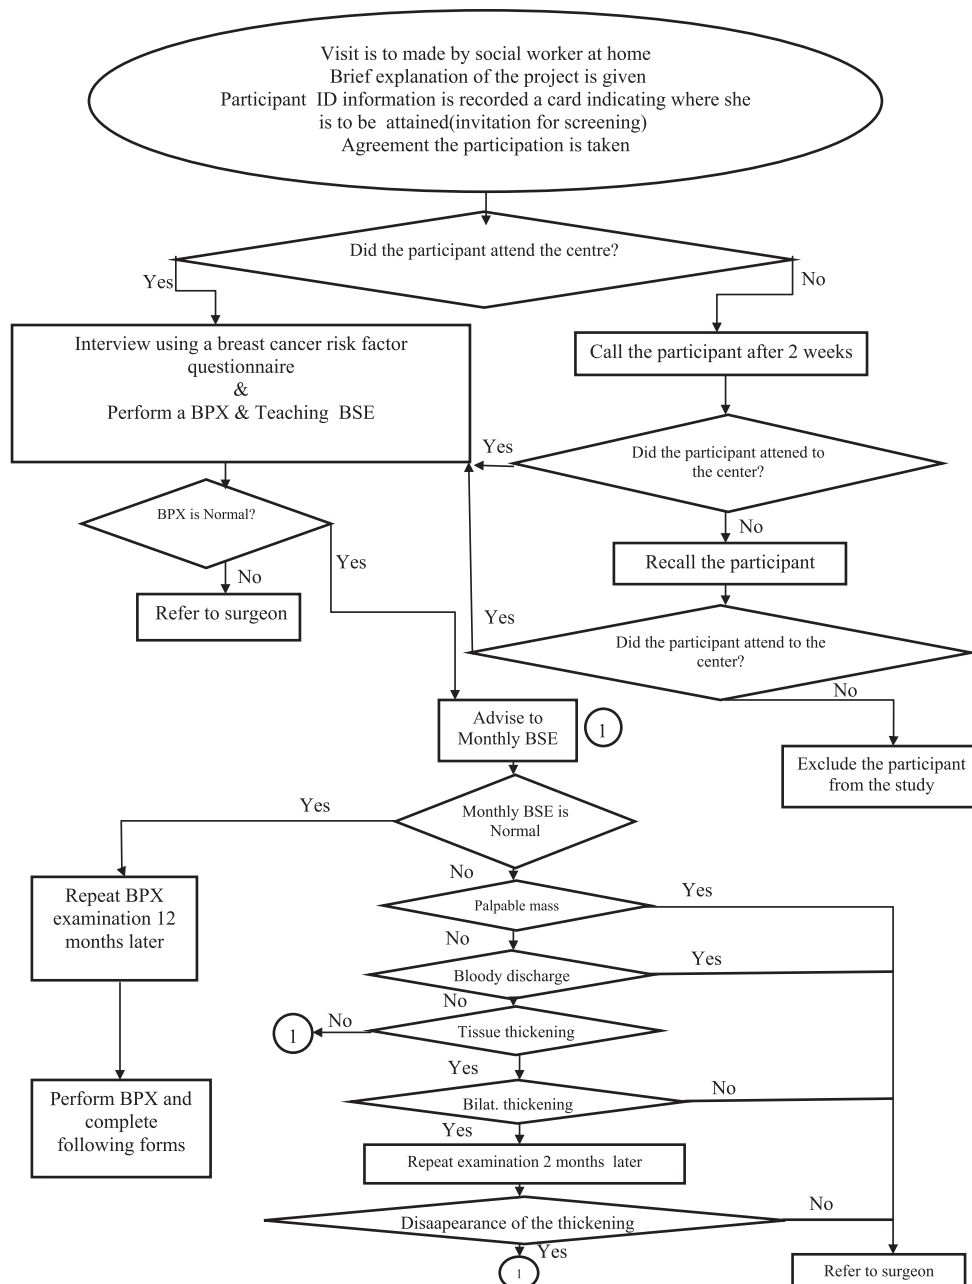 Visit is to made by social worker at home
Brief explanation of the project is given
Participant ID information is recorded a card indicating where she
is to be attained(invitation for screening)
Agreement the participation is taken
Did the participant attend the centre?
Yes
No
Interview using a breast cancer risk factor
questionnaire
&
Perform a BPX & Teaching BSE
Call the participant after 2 weeks
Did the participant attened to
the center?
Yes
No
BPX is Normal?
Yes
No
Refer to surgeon
Recall the participant
Did the participant attend to the
center?
Yes
No
Advise to
Monthly BSE
1
Exclude the participant
from the study
Monthly BSE is
Normal
Yes
No
Repeat BPX
examination 12
months later
Palpable mass
Yes
No
Bloody discharge
Yes
No
Tissue thickening
No
1
Yes
Bilat. thickening
No
Yes
Perform BPX and
complete
following forms
Repeat examination 2 months later
Disaapearance of the thickening
No
Yes
1
Refer to surgeon